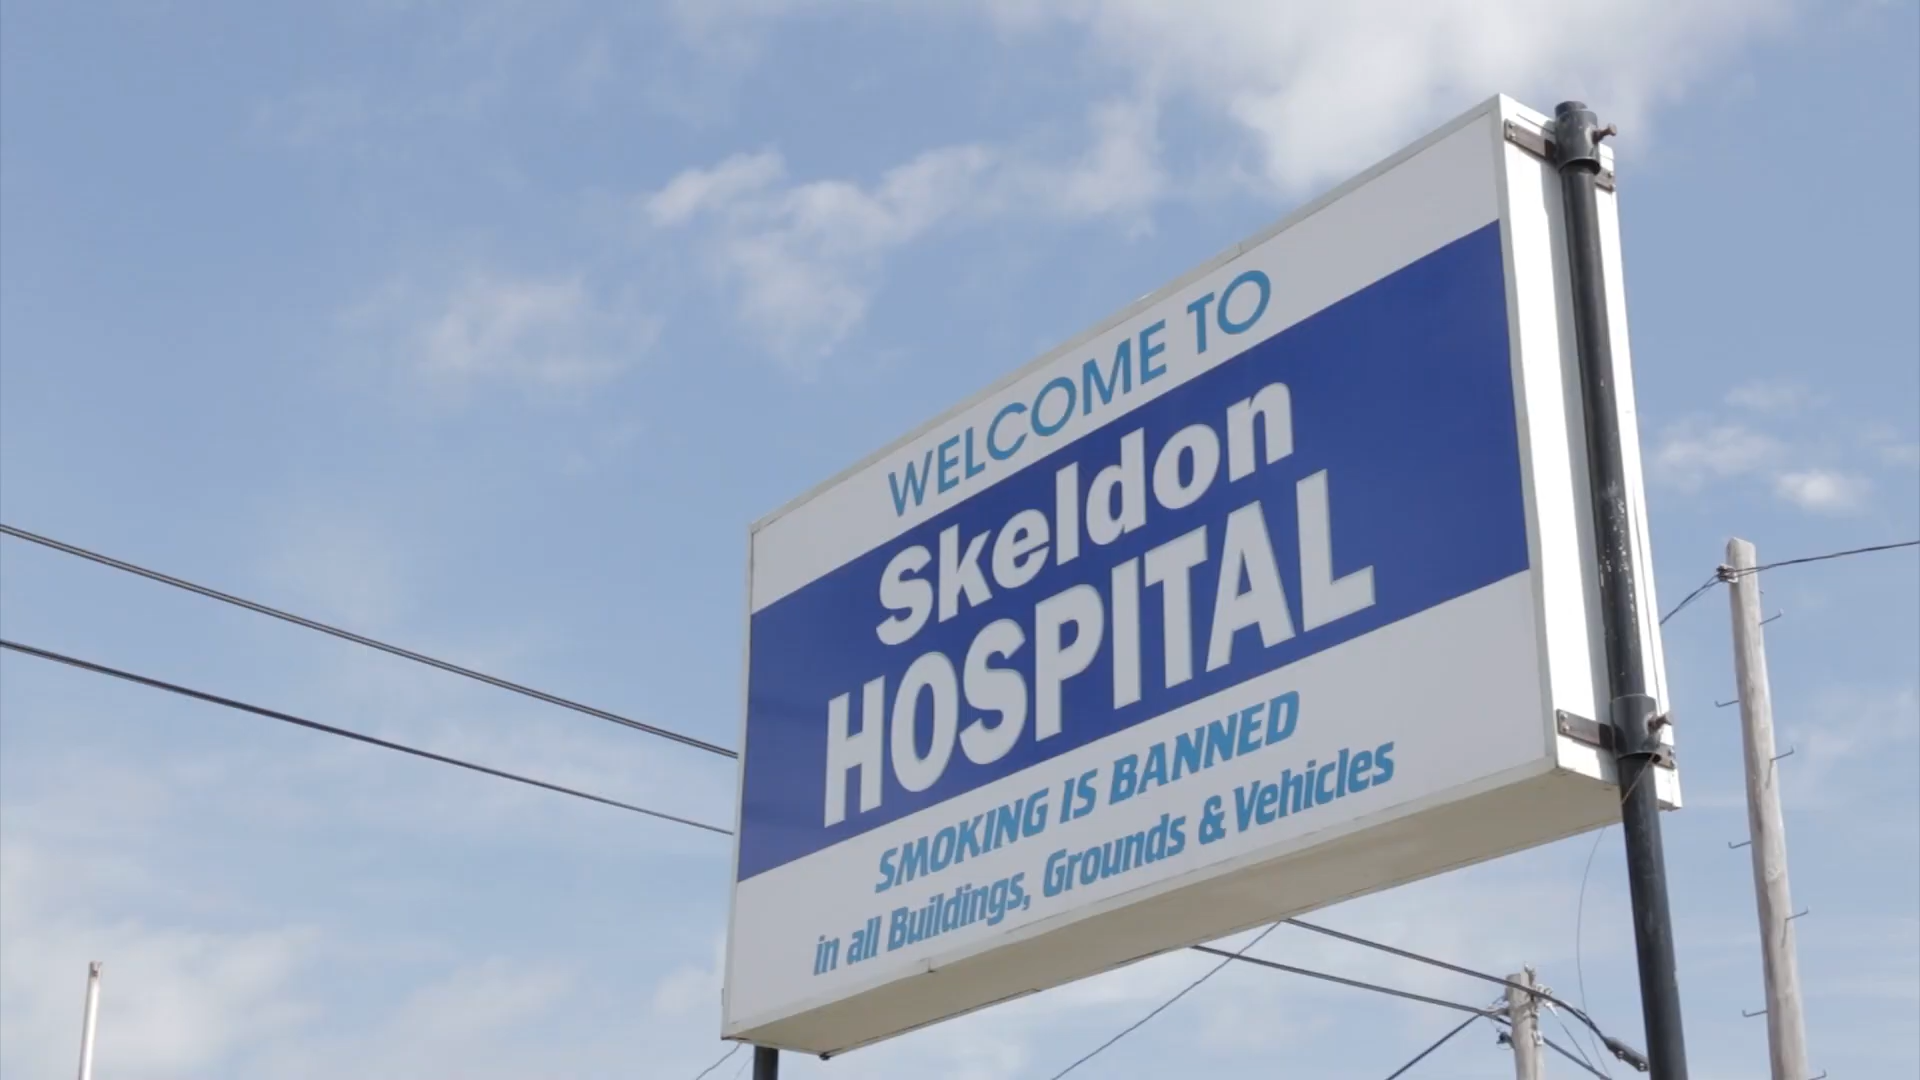 WELCOME TO
Skeldon
HOSPITAL
SMOKING IS BANNED
in all Buildings, Grounds & Vehicles